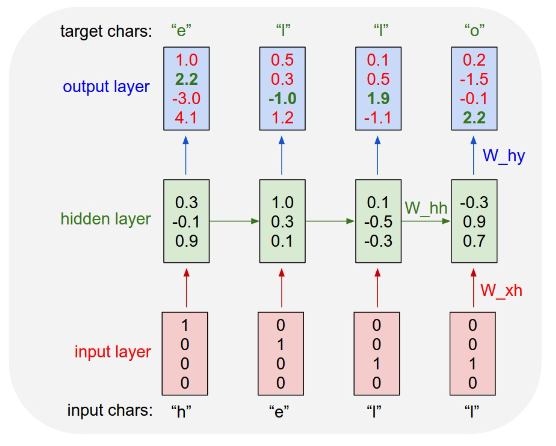 target chars: “e” “l” “l” “o”
output layer
1.0 0.5 0.1 0.2
2.2 0.3 0.5 -1.5
-3.0 -1.0 1.9 -0.1
4.1 1.2 -1.1 2.2
W_hy
hidden layer
0.3 1.0 0.1 -0.3
-0.1 0.3 -0.5 0.9
0.9 0.1 -0.3 0.7
W_hh
W_xh
input layer
1 0 0 0
0 1 0 0
0 0 1 1
0 0 0 0
input chars: “h” “e” “l” “l”